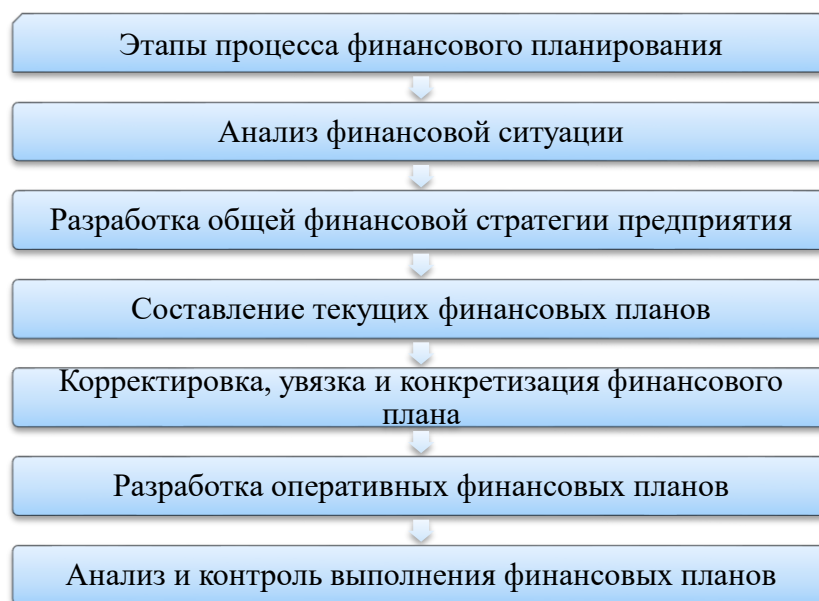 Этапы процесса финансового планирования
Анализ финансовой ситуации
Разработка общей финансовой стратегии предприятия
Составление текущих финансовых планов
Корректировка, увязка и конкретизация финансового
плана
Разработка оперативных финансовых планов
Анализ и контроль выполнения финансовых планов